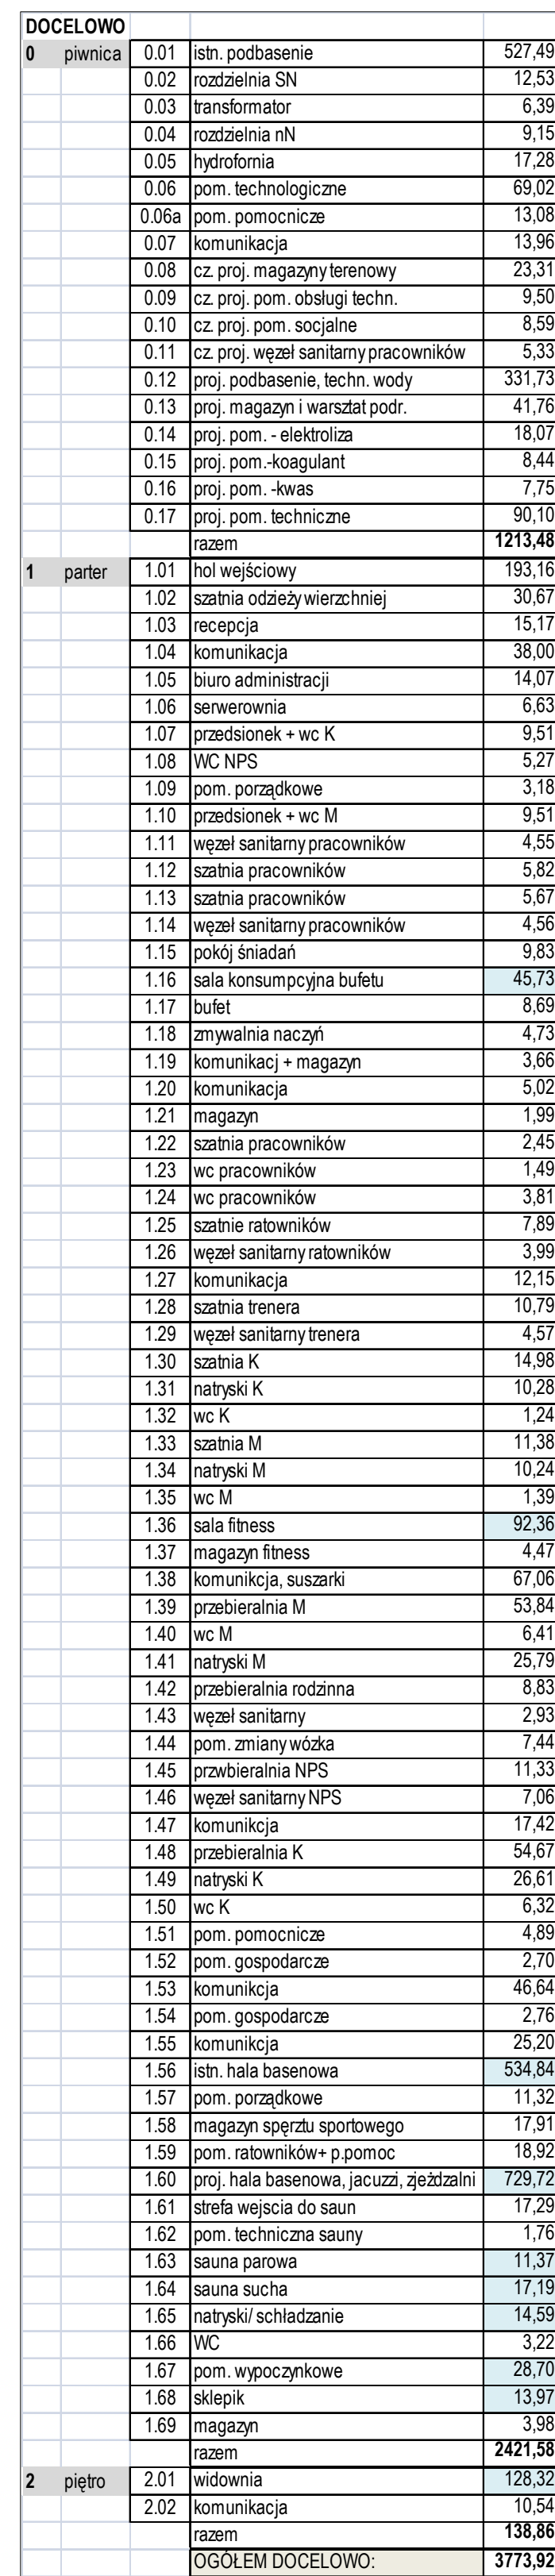 DOCELOWO
0 piwnica 0.01 istn. podbasenie 527,49
0.02 rozdzielnia SN 12,53
0.03 transformator 6,39
0.04 rozdzielnia nN 9,15
0.05 hydrofornia 17,28
0.06 pom. technologiczne 69,02
0.06a pom. pomocnicze 13,08
0.07 komunikacja 13,96
0.08 cz. proj. magazyny terenowy 23,31
0.09 cz. proj. pom. obsługi techn. 9,50
0.10 cz. proj. pom. socjalne 8,59
0.11 cz. proj. węzeł sanitarny pracowników 5,33
0.12 proj. podbasenie, techn. wody 331,73
0.13 proj. magazyn i warsztat podr. 41,76
0.14 proj. pom. - elektroliza 18,07
0.15 proj. pom.-koagulant 8,44
0.16 proj. pom. -kwas 7,75
0.17 proj. pom. techniczne 90,10
razem 1213,48
1 parter 1.01 hol wejściowy 193,16
1.02 szatnia odzieży wierzchniej 30,67
1.03 recepcja 15,17
1.04 komunikacja 38,00
1.05 biuro administracji 14,07
1.06 serwerownia 6,63
1.07 przedsionek + wc K 9,51
1.08 WC NPS 5,27
1.09 pom. porządkowe 3,18
1.10 przedsionek + wc M 9,51
1.11 węzeł sanitarny pracowników 4,55
1.12 szatnia pracowników 5,82
1.13 szatnia pracowników 5,67
1.14 węzeł sanitarny pracowników 4,56
1.15 pokój śniadań 9,83
1.16 sala konsumpcyjna bufetu 45,73
1.17 bufet 8,69
1.18 zmywalnia naczyń 4,73
1.19 komunikacj + magazyn 3,66
1.20 komunikacja 5,02
1.21 magazyn 1,99
1.22 szatnia pracowników 2,45
1.23 wc pracowników 1,49
1.24 wc pracowników 3,81
1.25 szatnie ratowników 7,89
1.26 węzeł sanitarny ratowników 3,99
1.27 komunikacja 12,15
1.28 szatnia trenera 10,79
1.29 węzeł sanitarny trenera 4,57
1.30 szatnia K 14,98
1.31 natryski K 10,28
1.32 wc K 1,24
1.33 szatnia M 11,38
1.34 natryski M 10,24
1.35 wc M 1,39
1.36 sala fitness 92,36
1.37 magazyn fitness 4,47
1.38 komunikcja, suszarki 67,06
1.39 przebieralnia M 53,84
1.40 wc M 6,41
1.41 natryski M 25,79
1.42 przebieralnia rodzinna 8,83
1.43 węzeł sanitarny 2,93
1.44 pom. zmiany wózka 7,44
1.45 przwbieralnia NPS 11,33
1.46 węzeł sanitarny NPS 7,06
1.47 komunikcja 17,42
1.48 przebieralnia K 54,67
1.49 natryski K 26,61
1.50 wc K 6,32
1.51 pom. pomocnicze 4,89
1.52 pom. gospodarcze 2,70
1.53 komunikcja 46,64
1.54 pom. gospodarcze 2,76
1.55 komunikcja 25,20
1.56 istn. hala basenowa 534,84
1.57 pom. porządkowe 11,32
1.58 magazyn spęrztu sportowego 17,91
1.59 pom. ratowników+ p.pomoc 18,92
1.60 proj. hala basenowa, jacuzzi, zjeżdzalni 729,72
1.61 strefa wejscia do saun 17,29
1.62 pom. techniczna sauny 1,76
1.63 sauna parowa 11,37
1.64 sauna sucha 17,19
1.65 natryski/ schładzanie 14,59
1.66 WC 3,22
1.67 pom. wypoczynkowe 28,70
1.68 sklepik 13,97
1.69 magazyn 3,98
razem 2421,58
2 piętro 2.01 widownia 128,32
2.02 komunikacja 10,54
razem 138,86
OGÓŁEM DOCELOWO: 3773,92